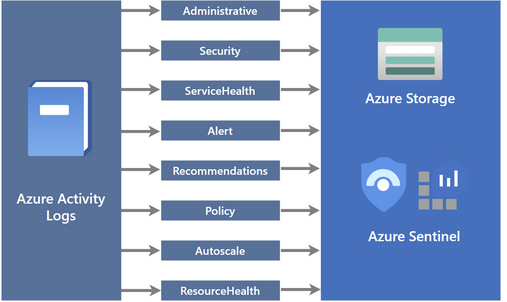 Azure Activity
Logs
Administrative
Security
ServiceHealth
Alert
Recommendations
Policy
Autoscale
ResourceHealth
Azure Storage
Azure Sentinel